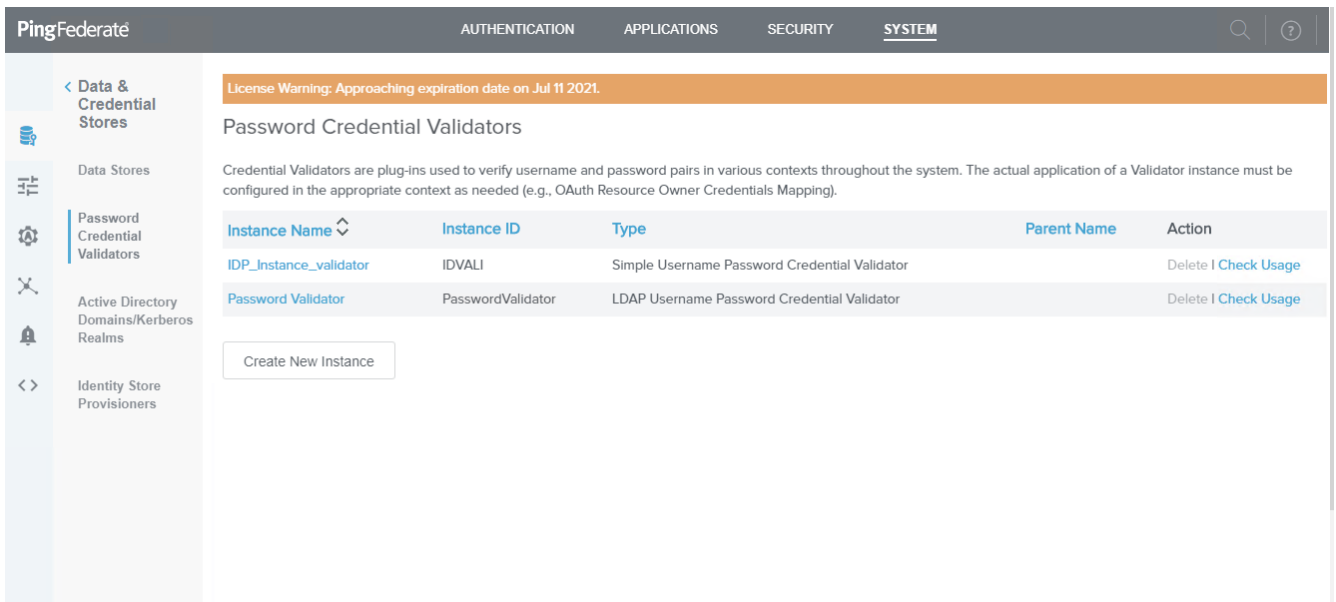 PingFederate
AUTHENTICATION APPLICATIONS SECURITY SYSTEM
Data &
Credential
Stores
Data Stores
Password
Credential
Validators
Active Directory
Domains/Kerberos
Realms
Identity Store
Provisioners
License Warning: Approaching expiration date on Jul 11 2021.
Password Credential Validators
Credential Validators are plug-ins used to verify username and password pairs in various contexts throughout the system. The actual application of a Validator instance must be
configured in the appropriate context as needed (e.g., OAuth Resource Owner Credentials Mapping).
Instance Name Instance ID Type Parent Name Action
IDP_Instance_validator IDVALI Simple Username Password Credential Validator Delete | Check Usage
Password Validator PasswordValidator LDAP Username Password Credential Validator Delete | Check Usage
Create New Instance